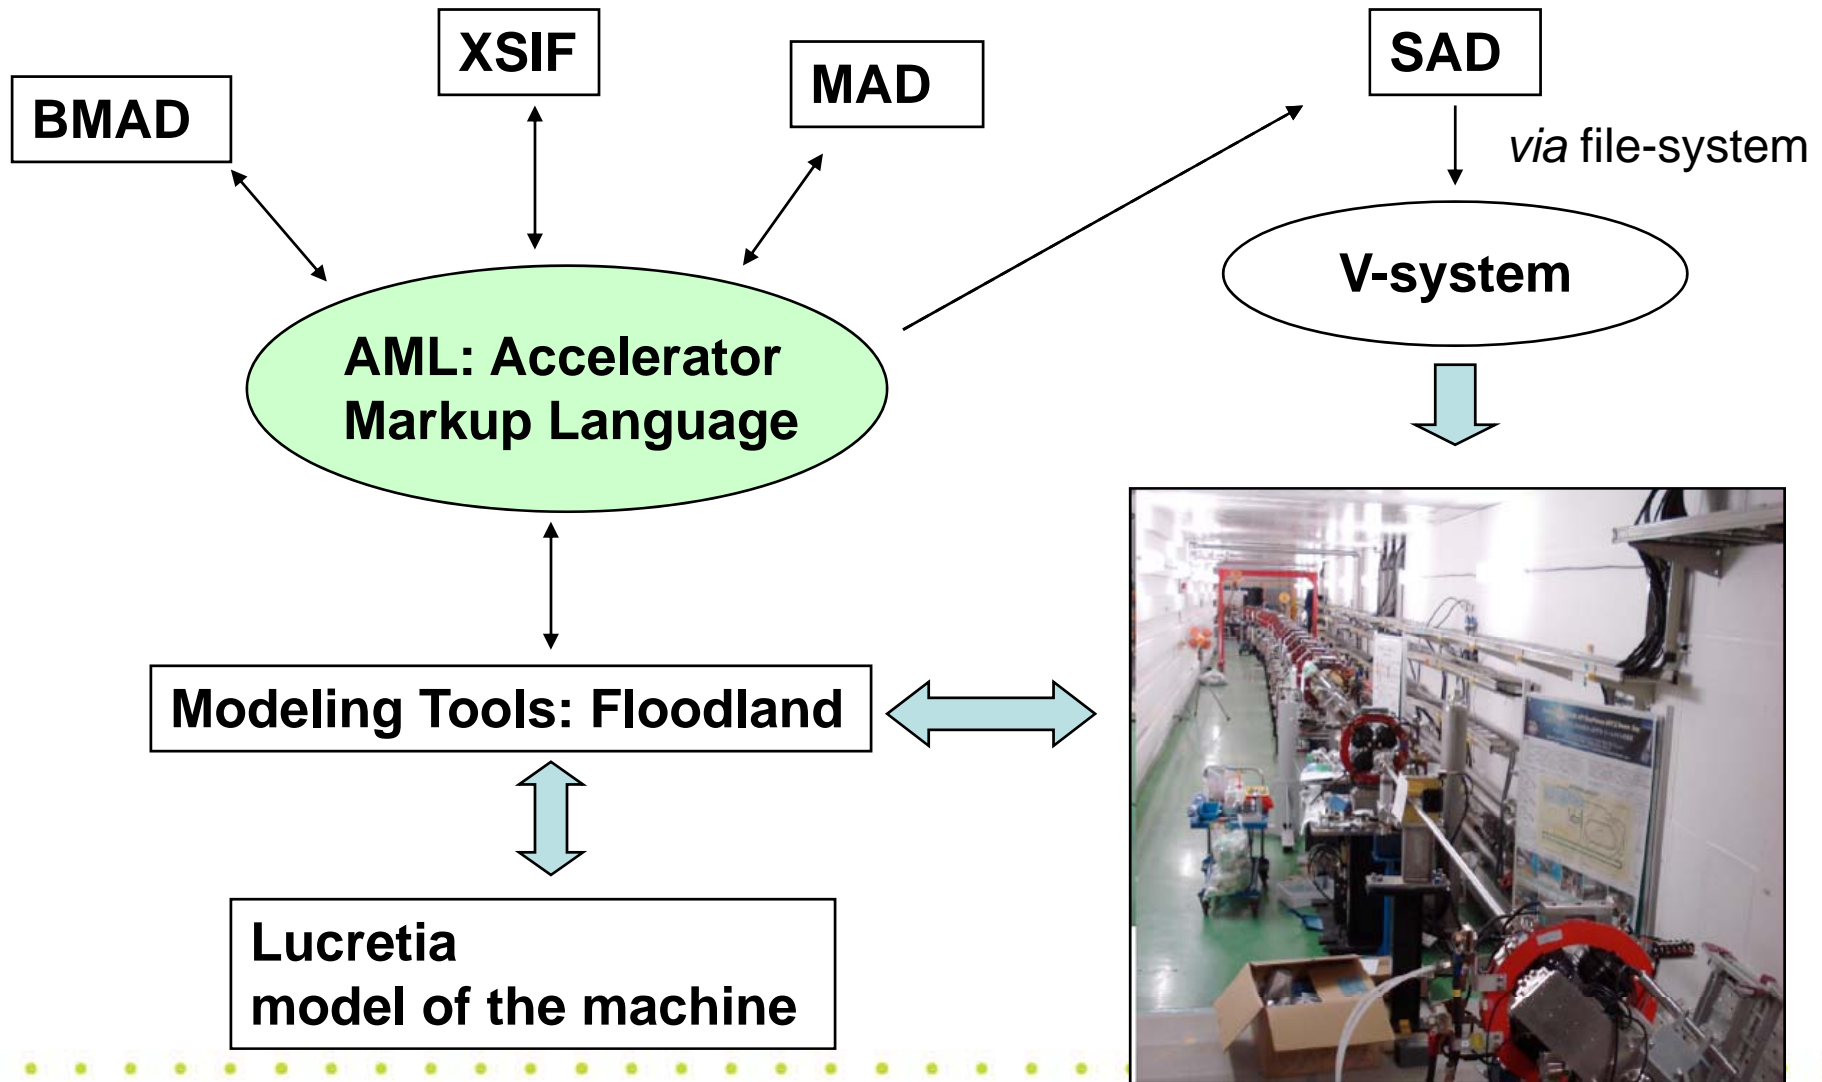 XSIF
SAD
MAD
BMAD
via file-system
V-system
AML: Accelerator
Markup Language
Modeling Tools: Floodland
Lucretia
model of the machine